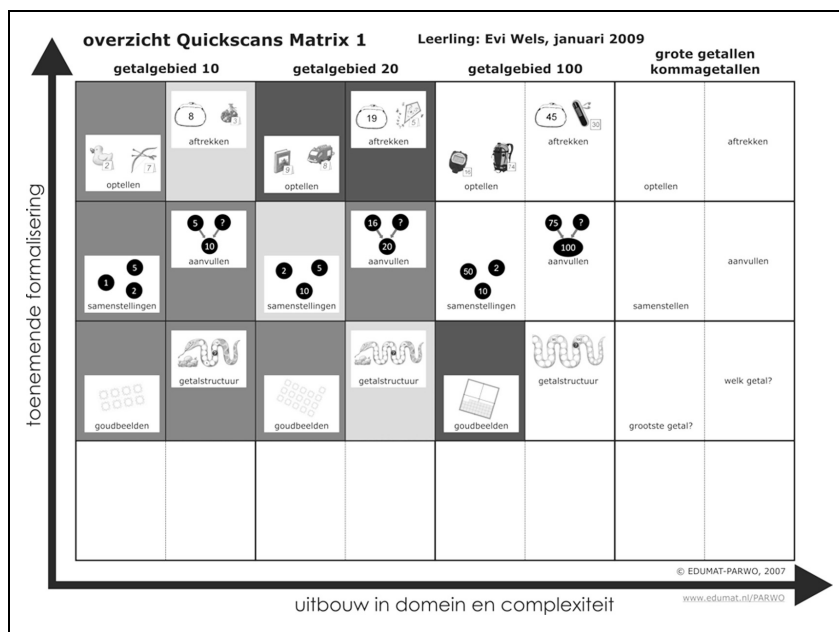 overzicht Quickscans Matrix 1
Leerling: Evi Wels, januari 2009
getalgebied 10
getalgebied 20
getalgebied 100
grote getallen
kommagetallen
toenemende formalisering
2
7
optellen
8
aftrekken
9
8
optellen
19
5
aftrekken
16
14
optellen
45
30
aftrekken
optellen
aftrekken
5
1
2
samenstellingen
5
?
10
aanvullen
2
5
10
samenstellingen
16
?
20
aanvullen
50
2
10
samenstellingen
75
?
100
aanvullen
samenstellen
aanvullen
goudbeelden
getalstructuur
goudbeelden
getalstructuur
goudbeelden
getalstructuur
grootste getal?
welk getal?
© EDUMAT-PARWO, 2007
www.edumat.nl/PARWO
uitbouw in domein en complexiteit